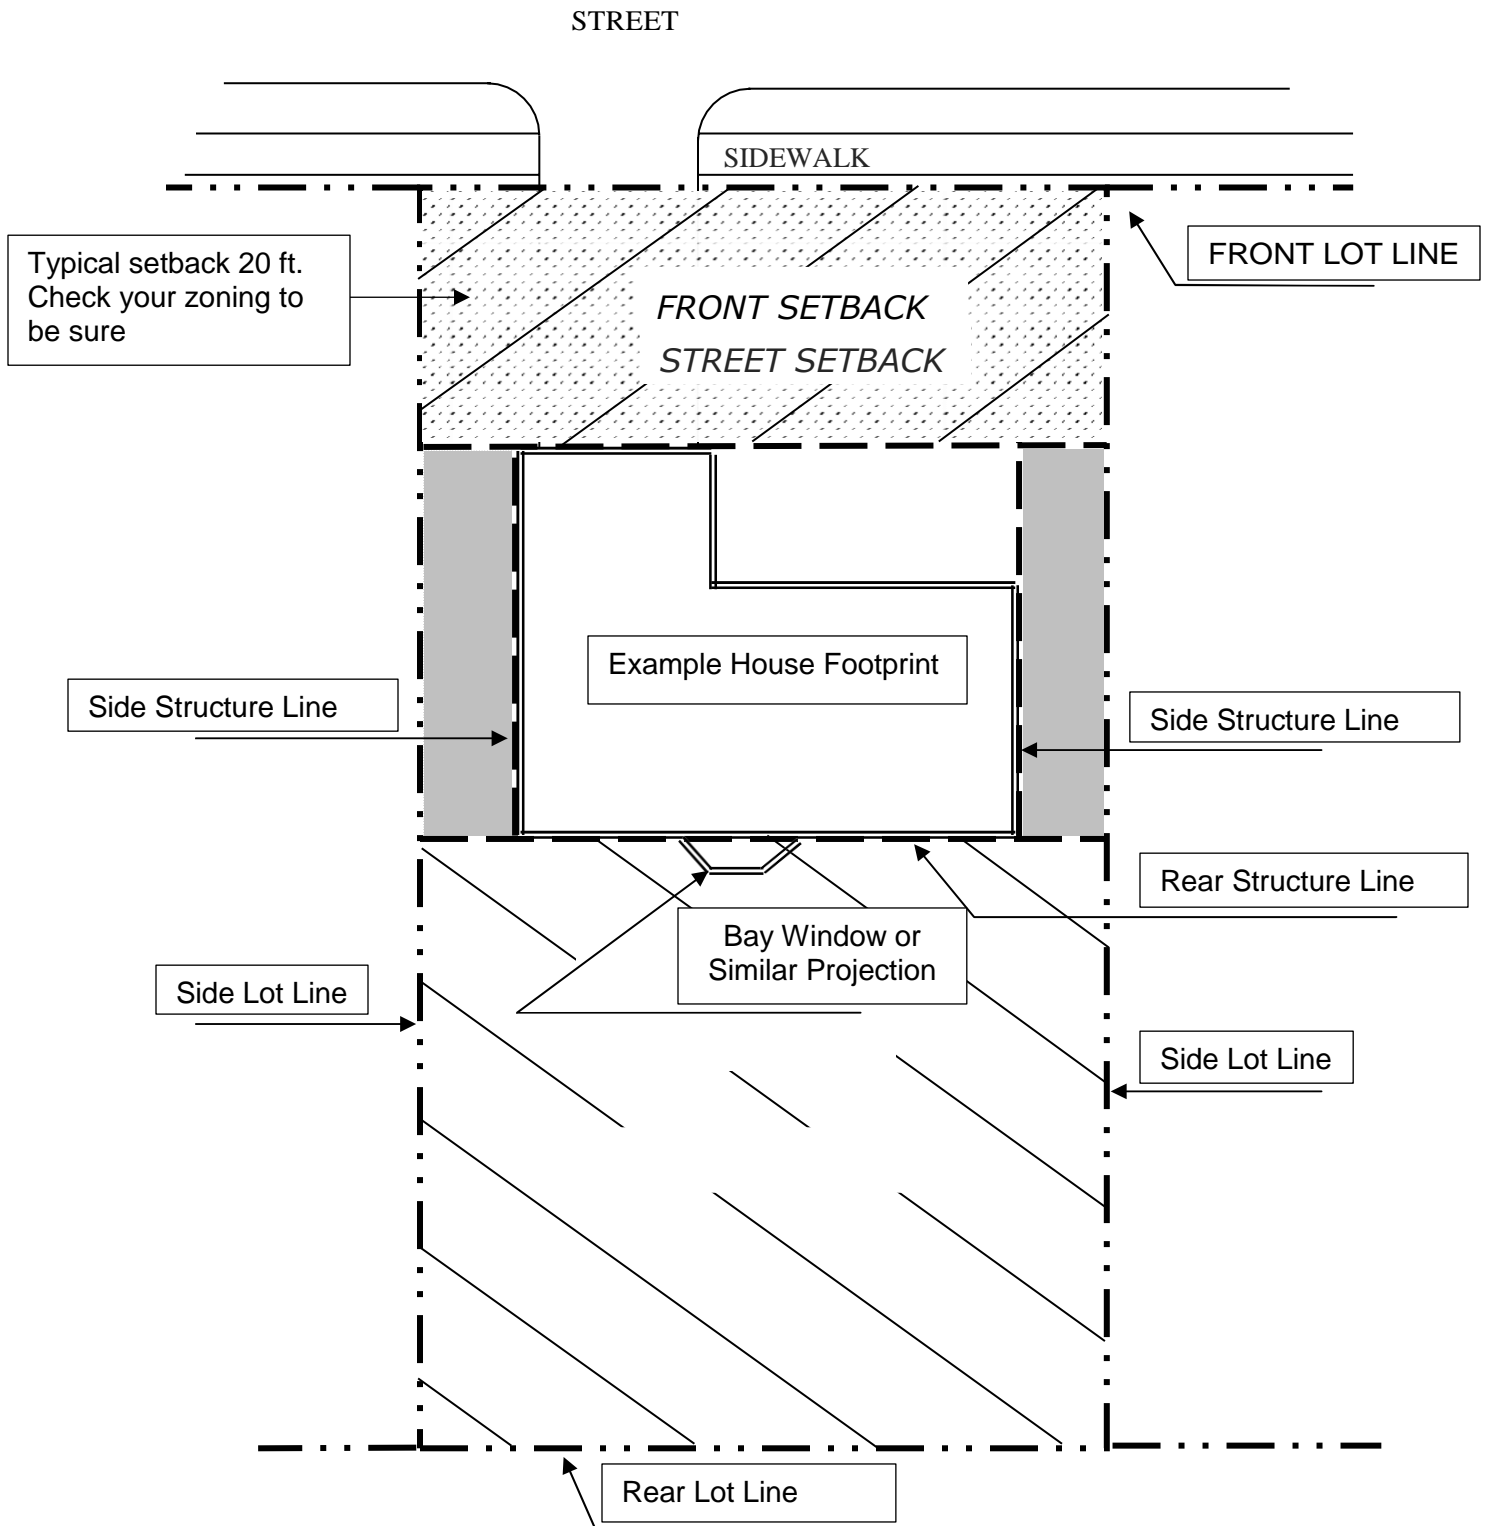 STREET
SIDEWALK
Typical setback 20 ft.
Check your zoning to
be sure
FRONT LOT LINE
FRONT SETBACK
STREET SETBACK
Example House Footprint
Side Structure Line
Side Structure Line
Rear Structure Line
Bay Window or
Similar Projection
Side Lot Line
Side Lot Line
Rear Lot Line